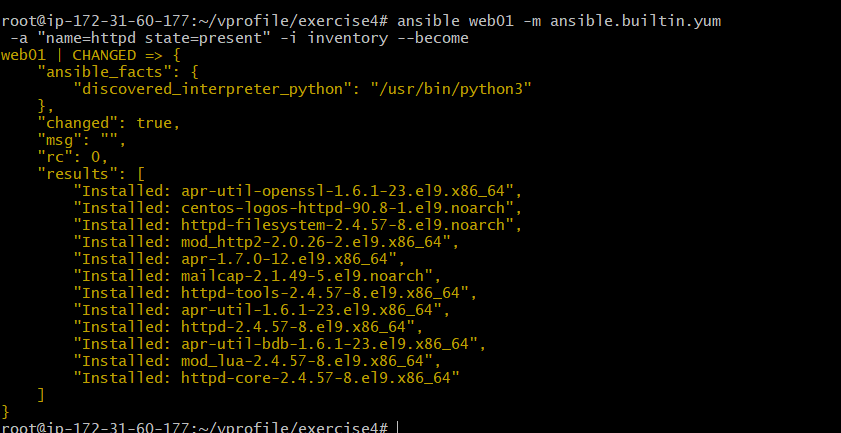 root@ip-172-31-60-177:~/vprofile/exercise4# ansible web01 -m ansible.builtin.yum
 -a "name=httpd state=present" -i inventory --become
web01 | CHANGED => {
    "ansible_facts": {
        "discovered_interpreter_python": "/usr/bin/python3"
    },
    "changed": true,
    "msg": "",
    "rc": 0,
    "results": [
        "Installed: apr-util-openssl-1.6.1-23.el9.x86_64",
        "Installed: centos-logos-httpd-90.8-1.el9.noarch",
        "Installed: httpd-filesystem-2.4.57-8.el9.noarch",
        "Installed: mod_http2-2.0.26-2.el9.x86_64",
        "Installed: apr-1.7.0-12.el9.x86_64",
        "Installed: mailcap-2.1.49-5.el9.noarch",
        "Installed: httpd-tools-2.4.57-8.el9.x86_64",
        "Installed: apr-util-1.6.1-23.el9.x86_64",
        "Installed: httpd-2.4.57-8.el9.x86_64",
        "Installed: apr-util-bdb-1.6.1-23.el9.x86_64",
        "Installed: mod_lua-2.4.57-8.el9.x86_64",
        "Installed: httpd-core-2.4.57-8.el9.x86_64"
    ]
}
root@ip-172-31-60-177:~/vprofile/exercise4#